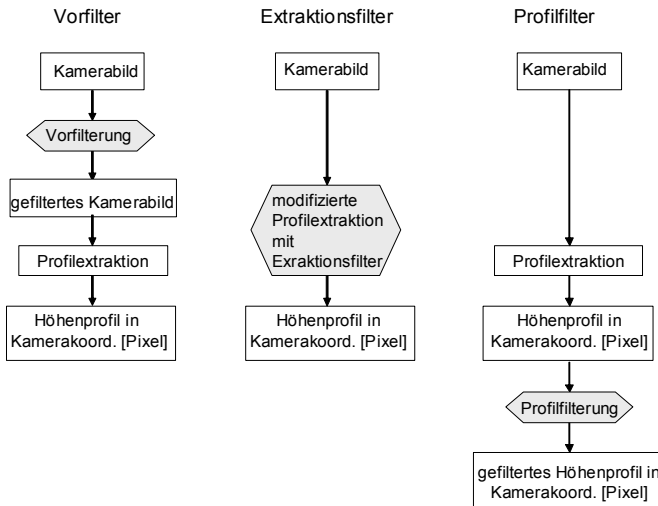 Vorfilter
Kamerabild
Vorfilterung
gefiltertes Kamerabild
Profilextraktion
Höhenprofil in
Kamerakoord. [Pixel]
Extraktionsfilter
Kamerabild
modifizierte
Profilextraktion
mit
Exraktionsfilter
Höhenprofil in
Kamerakoord. [Pixel]
Profilfilter
Kamerabild
Profilextraktion
Höhenprofil in
Kamerakoord. [Pixel]
Profilfilterung
gefiltertes Höhenprofil in
Kamerakoord. [Pixel]